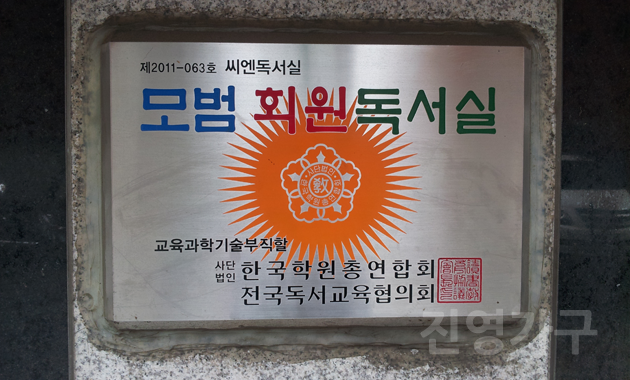 제2011-063호 씨엔독서실
모범 회원독서실
敎
교육과학기술부직할
사단법인 한국학원총연합회
전국독서교육협의회
진영가구